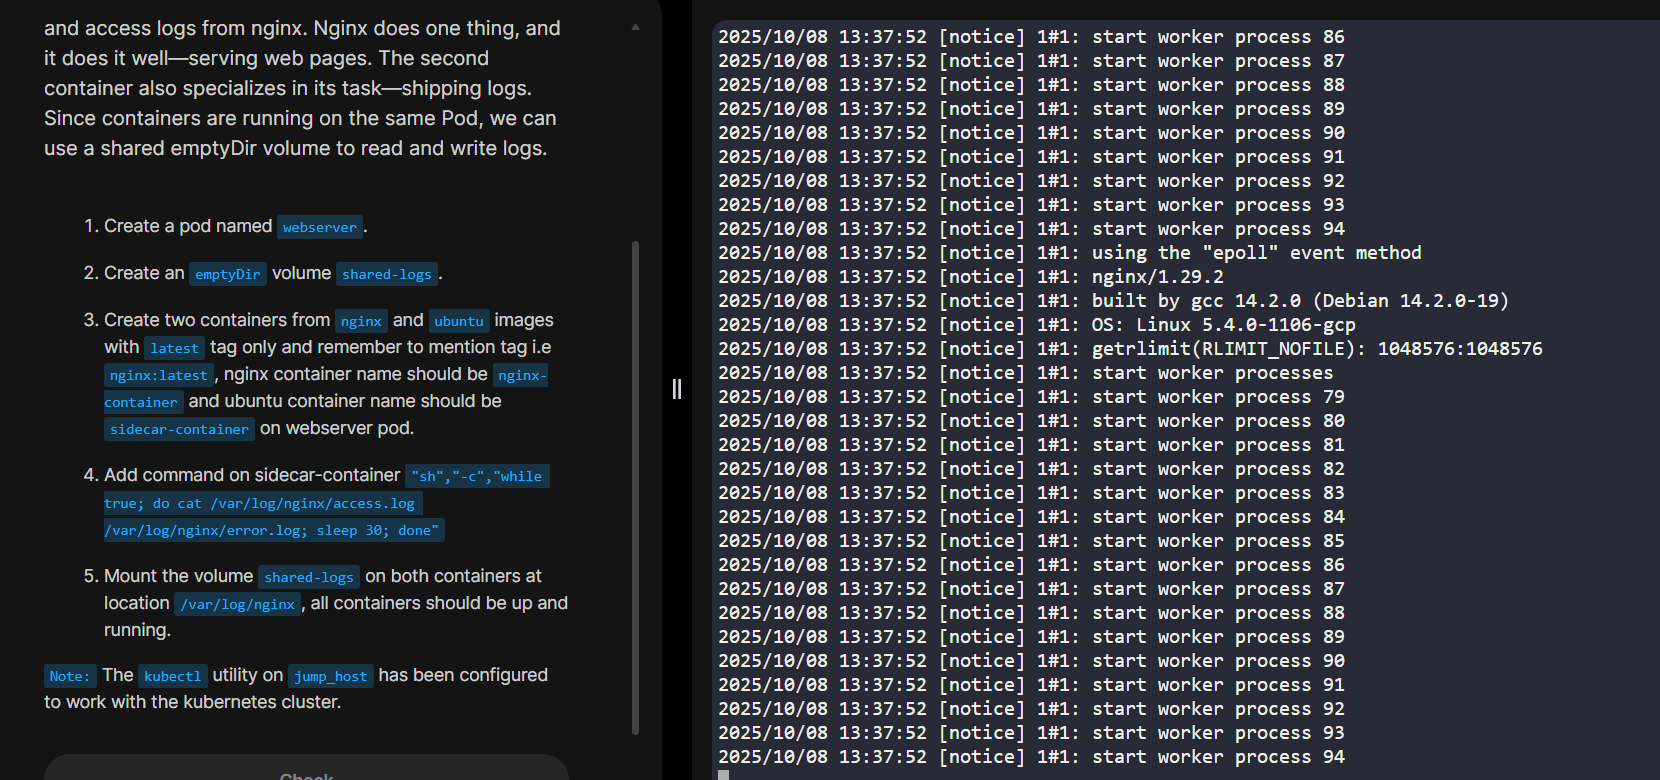 and access logs from nginx. Nginx does one thing, and
it does it well—serving web pages. The second
container also specializes in its task—shipping logs.
Since containers are running on the same Pod, we can
use a shared emptyDir volume to read and write logs.
1. Create a pod named webserver.
2. Create an emptyDir volume shared-logs.
3. Create two containers from nginx and ubuntu images
with latest tag only and remember to mention tag i.e
nginx:latest, nginx container name should be nginx-
container and ubuntu container name should be
sidecar-container on webserver pod.
4. Add command on sidecar-container "sh","-c","while
true; do cat /var/log/nginx/access.log
/var/log/nginx/error.log; sleep 30; done"
5. Mount the volume shared-logs on both containers at
location /var/log/nginx, all containers should be up and
running.
Note: The kubectl utility on jump_host has been configured
to work with the kubernetes cluster.
Check
2025/10/08 13:37:52 [notice] 1#1: start worker process 86
2025/10/08 13:37:52 [notice] 1#1: start worker process 87
2025/10/08 13:37:52 [notice] 1#1: start worker process 88
2025/10/08 13:37:52 [notice] 1#1: start worker process 89
2025/10/08 13:37:52 [notice] 1#1: start worker process 90
2025/10/08 13:37:52 [notice] 1#1: start worker process 91
2025/10/08 13:37:52 [notice] 1#1: start worker process 92
2025/10/08 13:37:52 [notice] 1#1: start worker process 93
2025/10/08 13:37:52 [notice] 1#1: start worker process 94
2025/10/08 13:37:52 [notice] 1#1: using the "epoll" event method
2025/10/08 13:37:52 [notice] 1#1: nginx/1.29.2
2025/10/08 13:37:52 [notice] 1#1: built by gcc 14.2.0 (Debian 14.2.0-19)
2025/10/08 13:37:52 [notice] 1#1: OS: Linux 5.4.0-1106-gcp
2025/10/08 13:37:52 [notice] 1#1: getrlimit(RLIMIT_NOFILE): 1048576:1048576
2025/10/08 13:37:52 [notice] 1#1: start worker processes
2025/10/08 13:37:52 [notice] 1#1: start worker process 79
2025/10/08 13:37:52 [notice] 1#1: start worker process 80
2025/10/08 13:37:52 [notice] 1#1: start worker process 81
2025/10/08 13:37:52 [notice] 1#1: start worker process 82
2025/10/08 13:37:52 [notice] 1#1: start worker process 83
2025/10/08 13:37:52 [notice] 1#1: start worker process 84
2025/10/08 13:37:52 [notice] 1#1: start worker process 85
2025/10/08 13:37:52 [notice] 1#1: start worker process 86
2025/10/08 13:37:52 [notice] 1#1: start worker process 87
2025/10/08 13:37:52 [notice] 1#1: start worker process 88
2025/10/08 13:37:52 [notice] 1#1: start worker process 89
2025/10/08 13:37:52 [notice] 1#1: start worker process 90
2025/10/08 13:37:52 [notice] 1#1: start worker process 91
2025/10/08 13:37:52 [notice] 1#1: start worker process 92
2025/10/08 13:37:52 [notice] 1#1: start worker process 93
2025/10/08 13:37:52 [notice] 1#1: start worker process 94